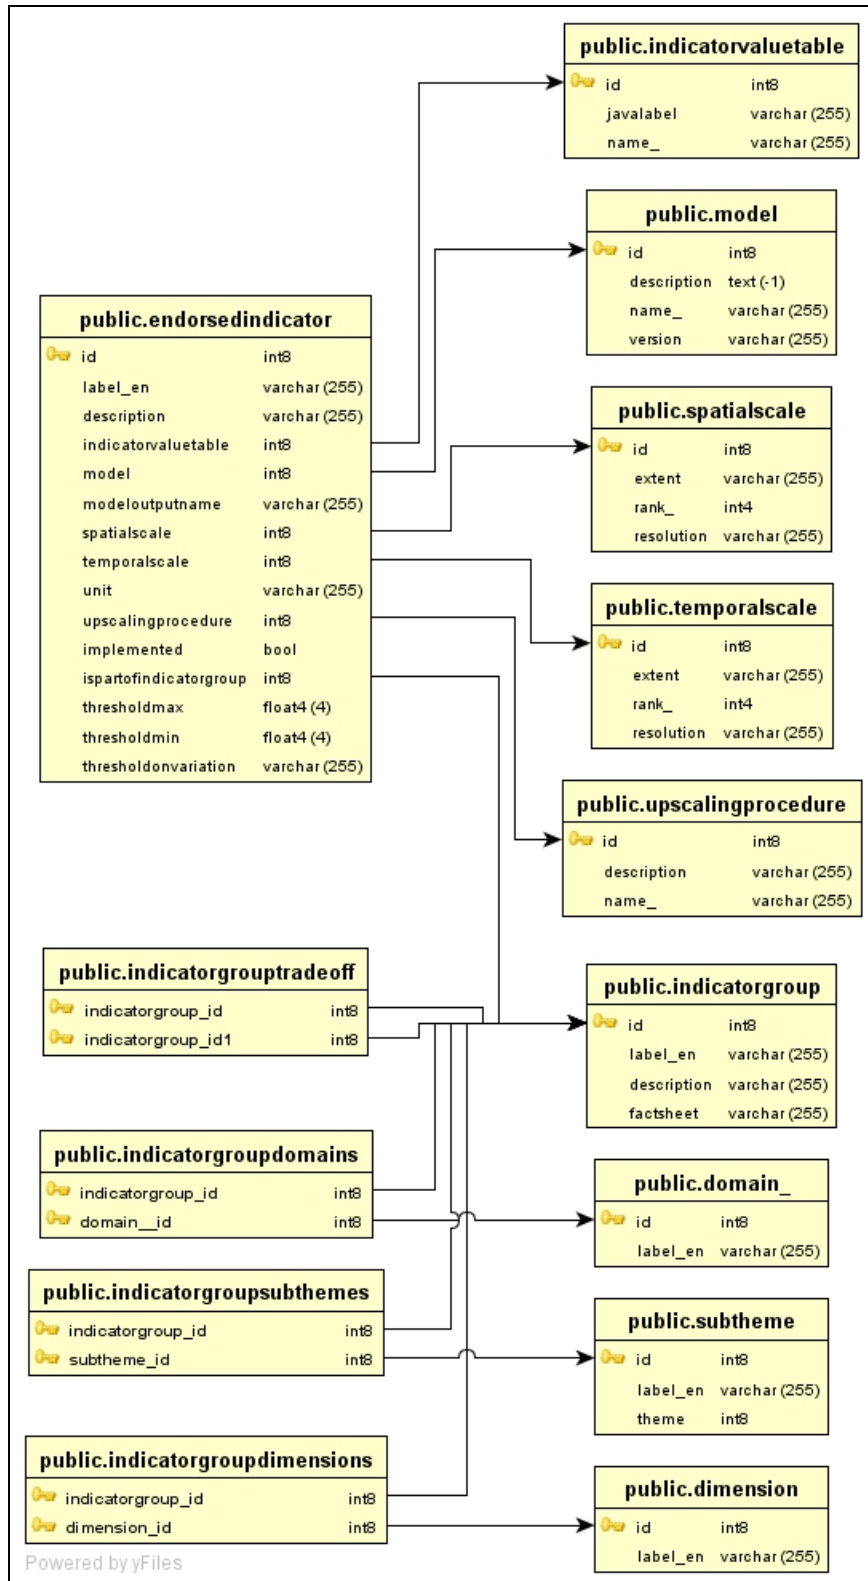 public.indicatorvaluetable
id int8
javalabel varchar (255)
name_ varchar (255)
public.model
id int8
description text (-1)
name_ varchar (255)
version varchar (255)
public.endorsedindicator
id int8
label_en varchar (255)
description varchar (255)
indicatorvaluetable int8
model int8
modeloutputname varchar (255)
spatialscale int8
temporalscale int8
unit varchar (255)
upscalingprocedure int8
implemented bool
ispartofindicatorgroup int8
thresholdmax float4 (4)
thresholdmin float4 (4)
thresholdonvariation varchar (255)
public.spatialscale
id int8
extent varchar (255)
rank_ int4
resolution varchar (255)
public.temporalscale
id int8
extent varchar (255)
rank_ int4
resolution varchar (255)
public.upscalingprocedure
id int8
description varchar (255)
name_ varchar (255)
public.indicatorgrouptradeoff
indicatorgroup_id int8
indicatorgroup_id1 int8
public.indicatorgroup
id int8
label_en varchar (255)
description varchar (255)
factsheet varchar (255)
public.indicatorgroupdomains
indicatorgroup_id int8
domain__id int8
public.domain_
id int8
label_en varchar (255)
public.indicatorgroupsubthemes
indicatorgroup_id int8
subtheme_id int8
public.subtheme
id int8
label_en varchar (255)
theme int8
public.indicatorgroupdimensions
indicatorgroup_id int8
dimension_id int8
public.dimension
id int8
label_en varchar (255)
Powered by yFiles